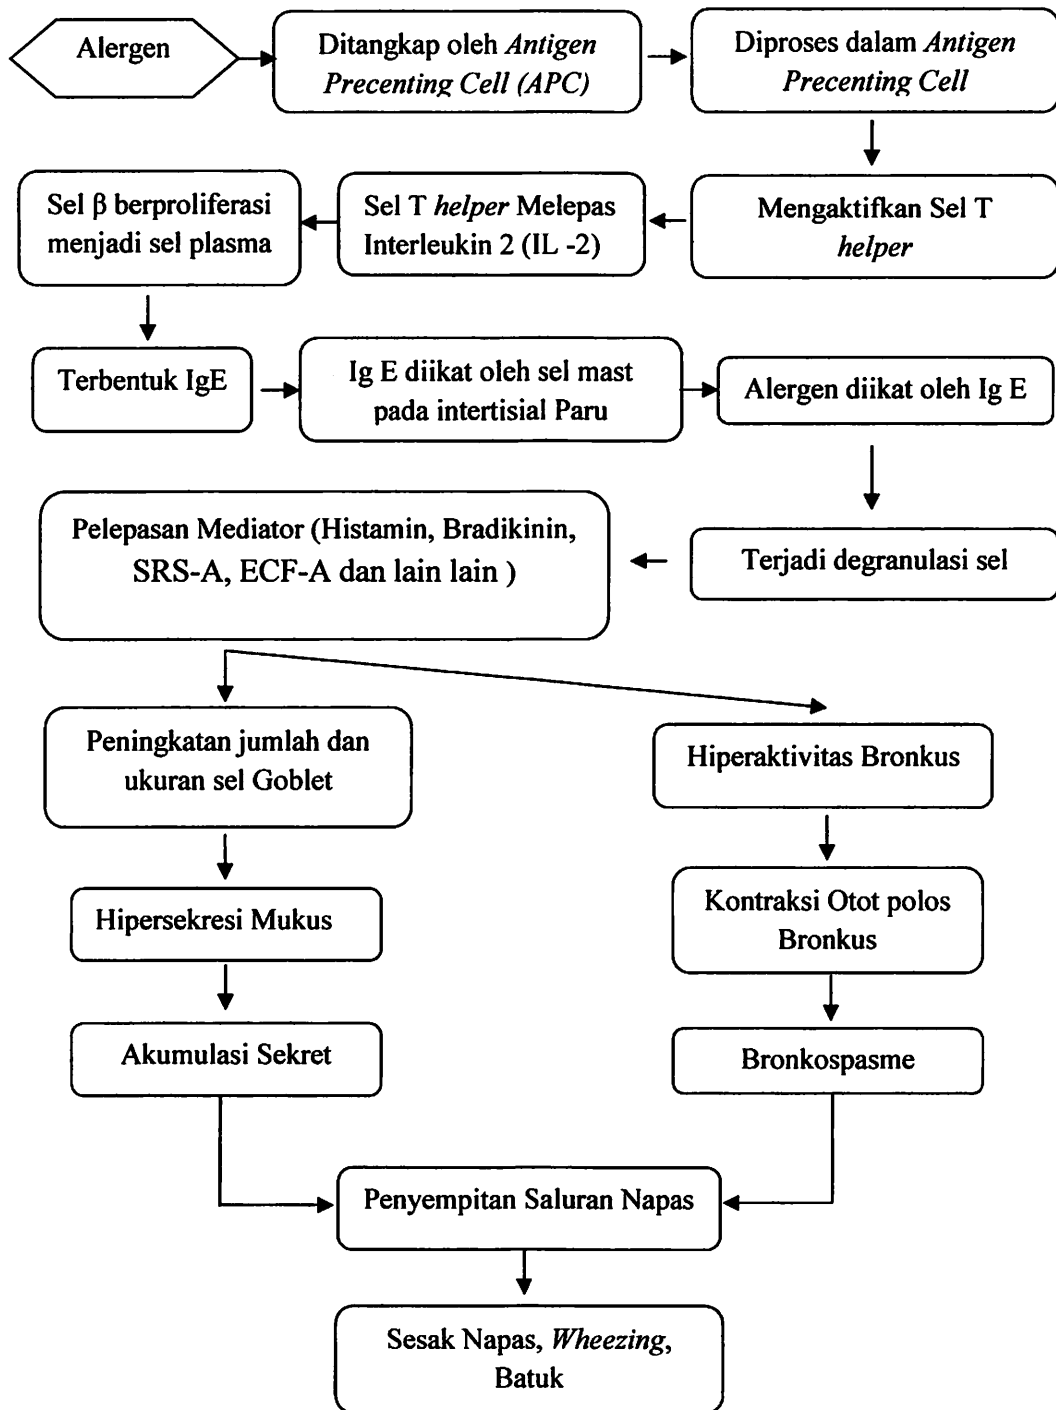 Alergen
Ditangkap oleh Antigen
Precenting Cell (APC)
Diproses dalam Antigen
Precenting Cell
Sel β berproliferasi
menjadi sel plasma
Sel T helper Melepas
Interleukin 2 (IL -2)
Mengaktifkan Sel T
helper
Terbentuk IgE
Ig E diikat oleh sel mast
pada intertisial Paru
Alergen diikat oleh Ig E
Pelepasan Mediator (Histamin, Bradikinin,
SRS-A, ECF-A dan lain lain )
Terjadi degranulasi sel
Peningkatan jumlah dan
ukuran sel Goblet
Hiperaktivitas Bronkus
Hipersekresi Mukus
Kontraksi Otot polos
Bronkus
Akumulasi Sekret
Bronkospasme
Penyempitan Saluran Napas
Sesak Napas, Wheezing,
Batuk